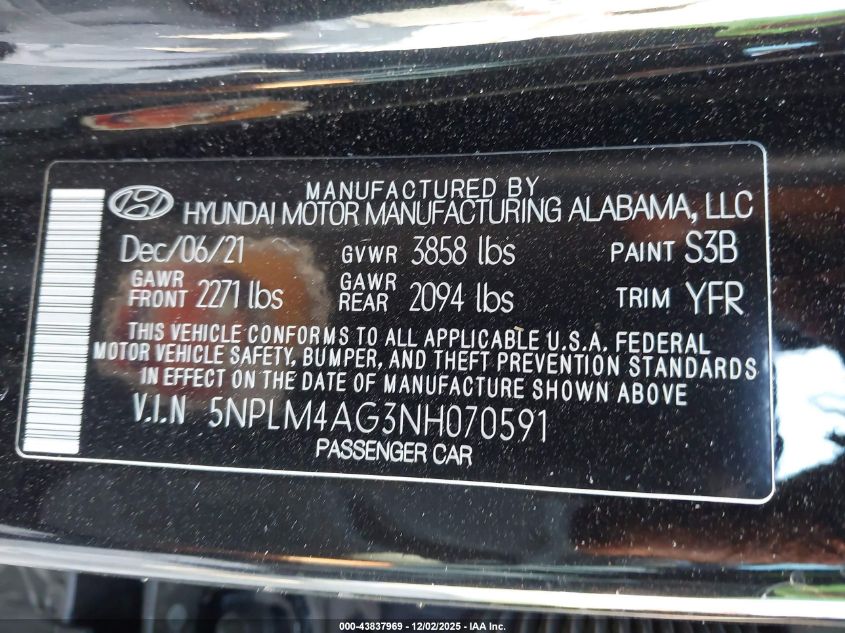 MANUFACTURED BY
HYUNDAI MOTOR MANUFACTURING ALABAMA, LLC
Dec/06/21 GVWR 3858 lbs PAINT S3B
GAWR FRONT 2271 lbs GAWR REAR 2094 lbs TRIM YFR
THIS VEHICLE CONFORMS TO ALL APPLICABLE U.S.A. FEDERAL
MOTOR VEHICLE SAFETY, BUMPER, AND THEFT PREVENTION STANDARDS
IN EFFECT ON THE DATE OF MANUFACTURE SHOWN ABOVE
V.I.N 5NPLM4AG3NH070591
PASSENGER CAR
000-43837969 - 12/02/2025 - IAA Inc.